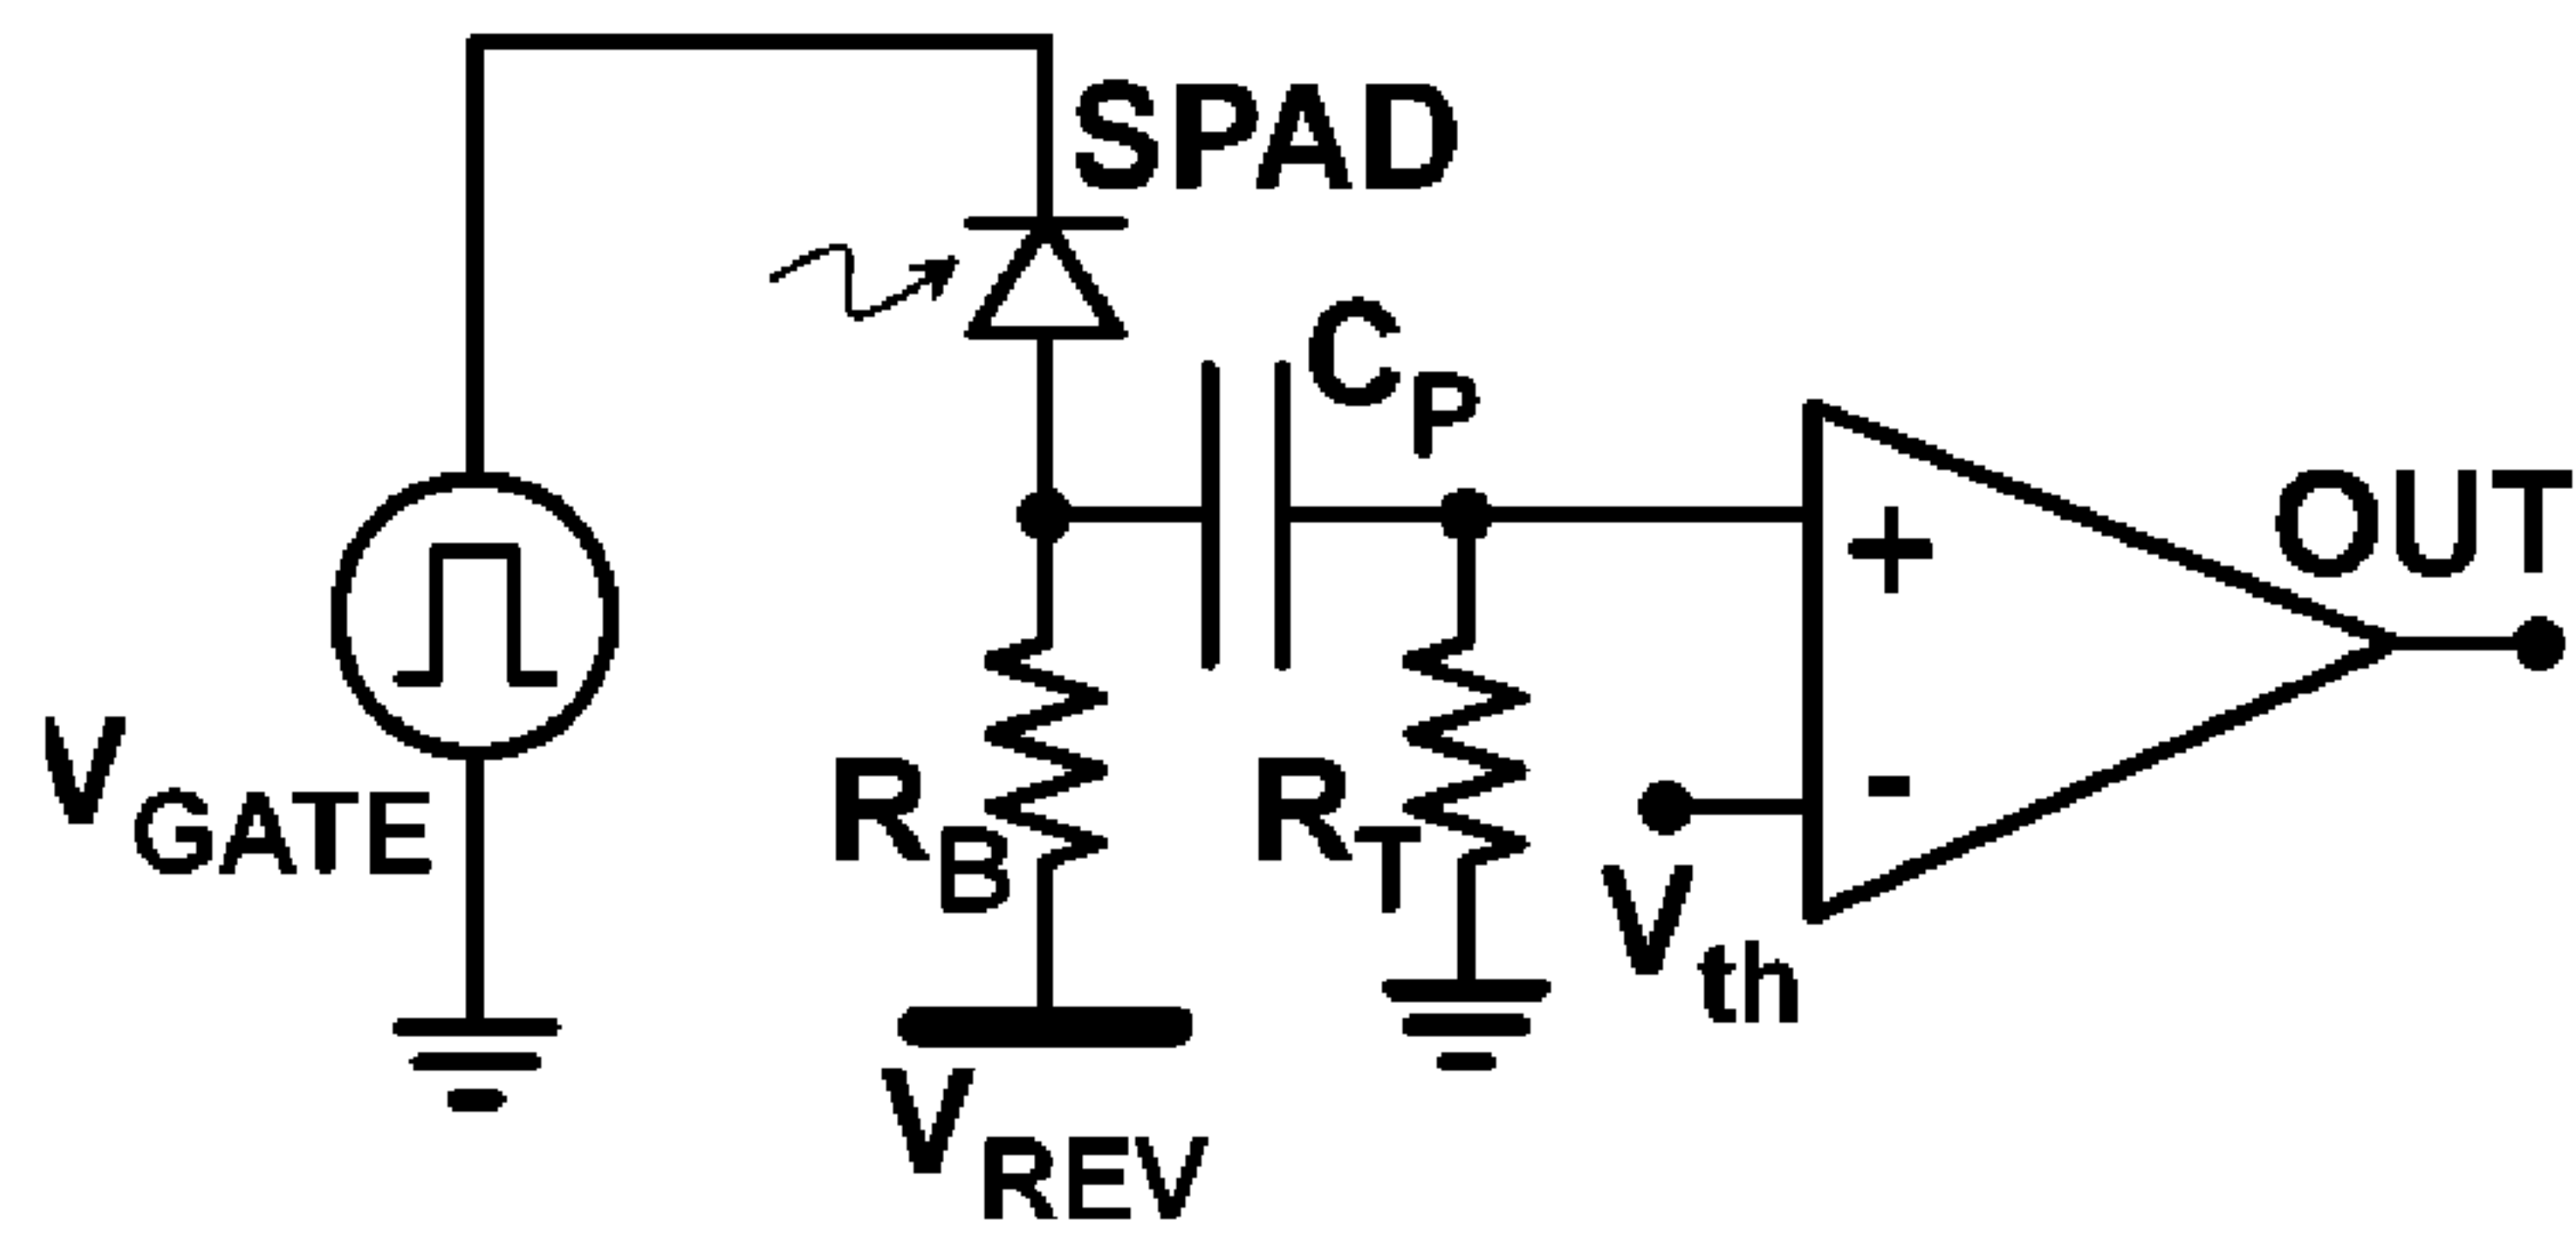 SPAD
CP
+
OUT
VGATE
RB
RT
-
Vth
VREV